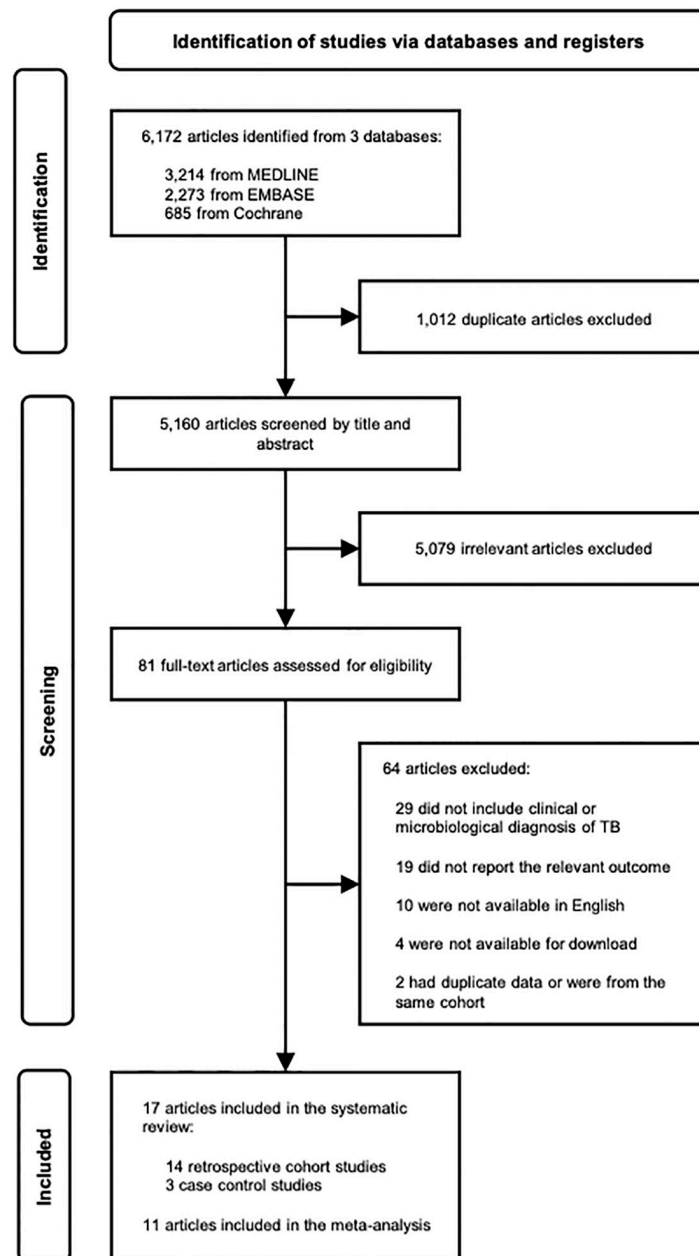 Identification of studies via databases and registers
Identification
6,172 articles identified from 3 databases:
3,214 from MEDLINE
2,273 from EMBASE
685 from Cochrane
1,012 duplicate articles excluded
Screening
5,160 articles screened by title and
abstract
5,079 irrelevant articles excluded
81 full-text articles assessed for eligibility
64 articles excluded:
29 did not include clinical or
microbiological diagnosis of TB
19 did not report the relevant outcome
10 were not available in English
4 were not available for download
2 had duplicate data or were from the
same cohort
Included
17 articles included in the systematic
review:
14 retrospective cohort studies
3 case control studies
11 articles included in the meta-analysis